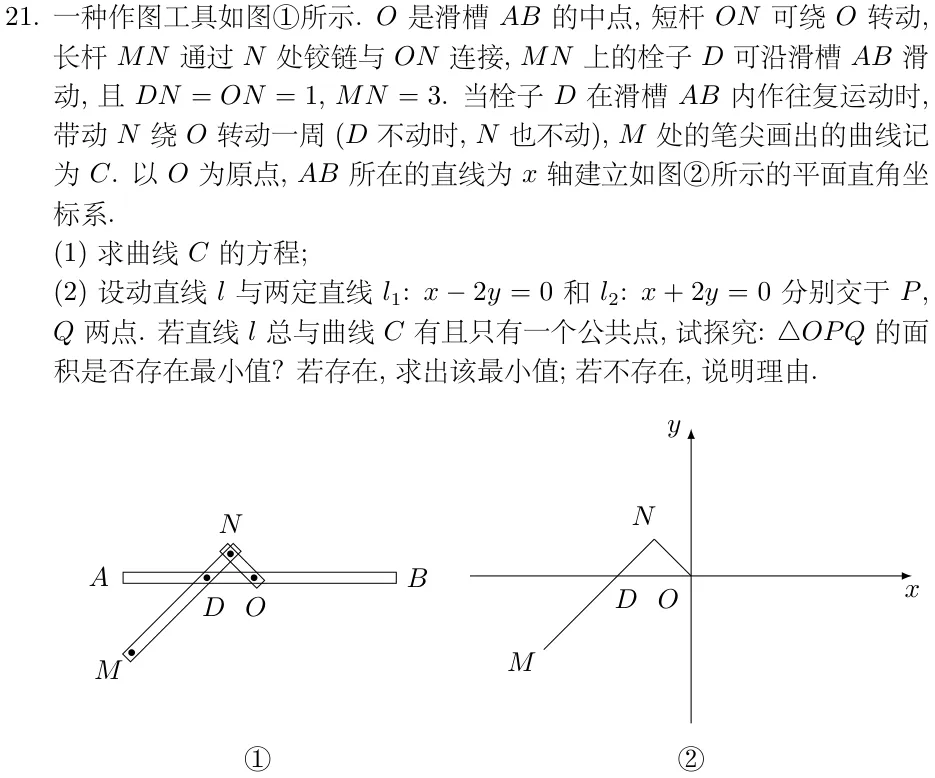 21. 一种作图工具如图①所示. O 是滑槽 AB 的中点, 短杆 ON 可绕 O 转动,
长杆 MN 通过 N 处铰链与 ON 连接, MN 上的栓子 D 可沿滑槽 AB 滑
动, 且 DN = ON = 1, MN = 3. 当栓子 D 在滑槽 AB 内作往复运动时,
带动 N 绕 O 转动一周 (D 不动时, N 也不动), M 处的笔尖画出的曲线记
为 C. 以 O 为原点, AB 所在的直线为 x 轴建立如图②所示的平面直角坐
标系.
(1) 求曲线 C 的方程;
(2) 设动直线 l 与两定直线 l₁: x − 2y = 0 和 l₂: x + 2y = 0 分别交于 P,
Q 两点. 若直线 l 总与曲线 C 有且只有一个公共点, 试探究: △OPQ 的面
积是否存在最小值? 若存在, 求出该最小值; 若不存在, 说明理由.
N
A
B
D O
M
①
y
N
x
D O
M
②